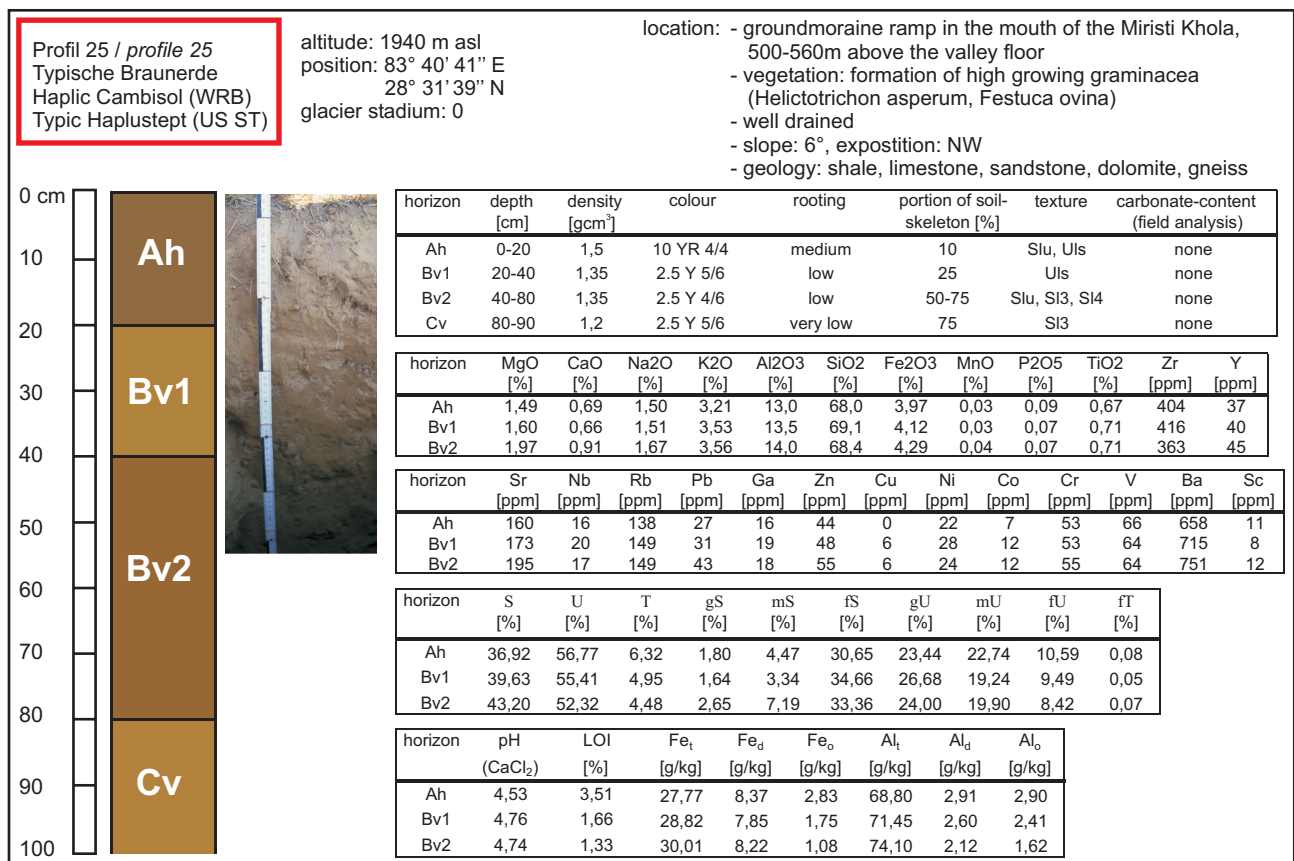 Profil 25 / profile 25
Typische Braunerde
Haplic Cambisol (WRB)
Typic Haplustept (US ST)
altitude: 1940 m asl
position: 83° 40' 41'' E
28° 31' 39'' N
glacier stadium: 0
location: - groundmoraine ramp in the mouth of the Miristi Khola,
500-560m above the valley floor
- vegetation: formation of high growing graminacea
(Helictotrichon asperum, Festuca ovina)
- well drained
- slope: 6°, expostition: NW
- geology: shale, limestone, sandstone, dolomite, gneiss
0 cm
10
20
30
40
50
60
70
80
90
100
Ah
Bv1
Bv2
Cv
horizon depth density colour rooting portion of soil- texture carbonate-content
[cm] [gcm³] skeleton [%] (field analysis)
Ah 0-20 1,5 10 YR 4/4 medium 10 Slu, Uls none
Bv1 20-40 1,35 2.5 Y 5/6 low 25 Uls none
Bv2 40-80 1,35 2.5 Y 4/6 low 50-75 Slu, Sl3, Sl4 none
Cv 80-90 1,2 2.5 Y 5/6 very low 75 Sl3 none
horizon MgO CaO Na2O K2O Al2O3 SiO2 Fe2O3 MnO P2O5 TiO2 Zr Y
[%] [%] [%] [%] [%] [%] [%] [%] [%] [%] [ppm] [ppm]
Ah 1,49 0,69 1,50 3,21 13,0 68,0 3,97 0,03 0,09 0,67 404 37
Bv1 1,60 0,66 1,51 3,53 13,5 69,1 4,12 0,03 0,07 0,71 416 40
Bv2 1,97 0,91 1,67 3,56 14,0 68,4 4,29 0,04 0,07 0,71 363 45
horizon Sr Nb Rb Pb Ga Zn Cu Ni Co Cr V Ba Sc
[ppm] [ppm] [ppm] [ppm] [ppm] [ppm] [ppm] [ppm] [ppm] [ppm] [ppm] [ppm] [ppm]
Ah 160 16 138 27 16 44 0 22 7 53 66 658 11
Bv1 173 20 149 31 19 48 6 28 12 53 64 715 8
Bv2 195 17 149 43 18 55 6 24 12 55 64 751 12
horizon S U T gS mS fS gU mU fU fT
[%] [%] [%] [%] [%] [%] [%] [%] [%] [%]
Ah 36,92 56,77 6,32 1,80 4,47 30,65 23,44 22,74 10,59 0,08
Bv1 39,63 55,41 4,95 1,64 3,34 34,66 26,68 19,24 9,49 0,05
Bv2 43,20 52,32 4,48 2,65 7,19 33,36 24,00 19,90 8,42 0,07
horizon pH LOI Feₜ Fe_d Feₒ Alₜ Al_d Alₒ
(CaCl₂) [%] [g/kg] [g/kg] [g/kg] [g/kg] [g/kg] [g/kg]
Ah 4,53 3,51 27,77 8,37 2,83 68,80 2,91 2,90
Bv1 4,76 1,66 28,82 7,85 1,75 71,45 2,60 2,41
Bv2 4,74 1,33 30,01 8,22 1,08 74,10 2,12 1,62